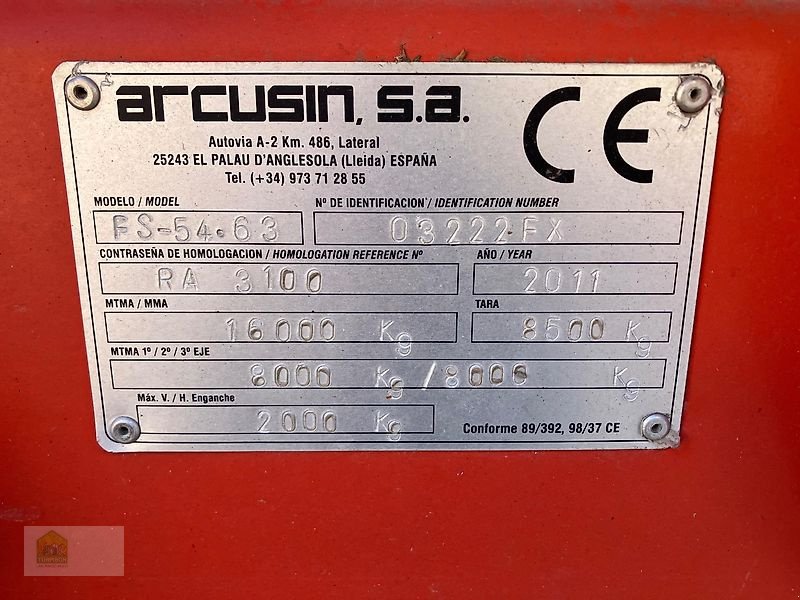 arcusin, s.a.
CE
Autovia A-2 Km. 486, Lateral
25243 EL PALAU D'ANGLESOLA (Lleida) ESPAÑA
Tel. (+34) 973 71 28 55
MODELO / MODEL
Nº DE IDENTIFICACION / IDENTIFICATION NUMBER
FS-54.63
03222FX
CONTRASEÑA DE HOMOLOGACION / HOMOLOGATION REFERENCE Nº
AÑO / YEAR
RA 3100
2011
MTMA / MMA
TARA
16000 Kg
8500 Kg
MTMA 1º / 2º / 3º EJE
8000 Kg / 8000 Kg
Máx. V. / H. Enganche
2000 Kg
Conforme 89/392, 98/37 CE